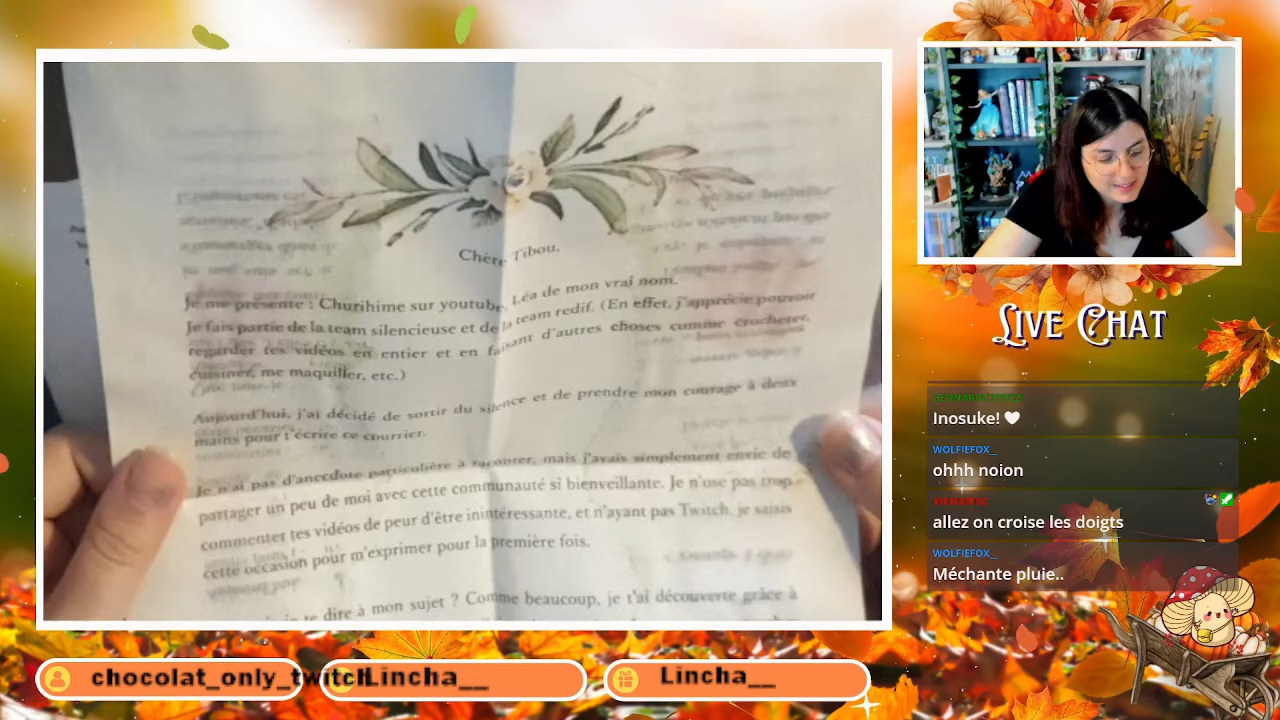 Chère Tibou,
Je me présente : Churihime sur youtube, Léa de mon vrai nom.
Je fais partie de la team silencieuse et de la team redif. (En effet, j'apprécie pouvoir
regarder tes vidéos en entier et en faisant d'autres choses comme crocheter,
cuisiner, me maquiller, etc.)
Aujourd'hui, j'ai décidé de sortir du silence et de prendre mon courage à deux
mains pour t'écrire ce courrier.
Je n'ai pas d'anecdote particulière à raconter, mais j'avais simplement envie de
partager un peu de moi avec cette communauté si bienveillante. Je n'ose pas trop
commenter tes vidéos de peur d'être inintéressante, et n'ayant pas Twitch, je saisis
cette occasion pour m'exprimer pour la première fois.
te dire à mon sujet ? Comme beaucoup, je t'ai découverte grâce à
LIVE CHAT
Inosuke! 🤍
WOLFIEFOX__
ohhh noion
allez on croise les doigts
WOLFIEFOX__
Méchante pluie..
chocolat_only_twitch
Lincha__
Lincha__